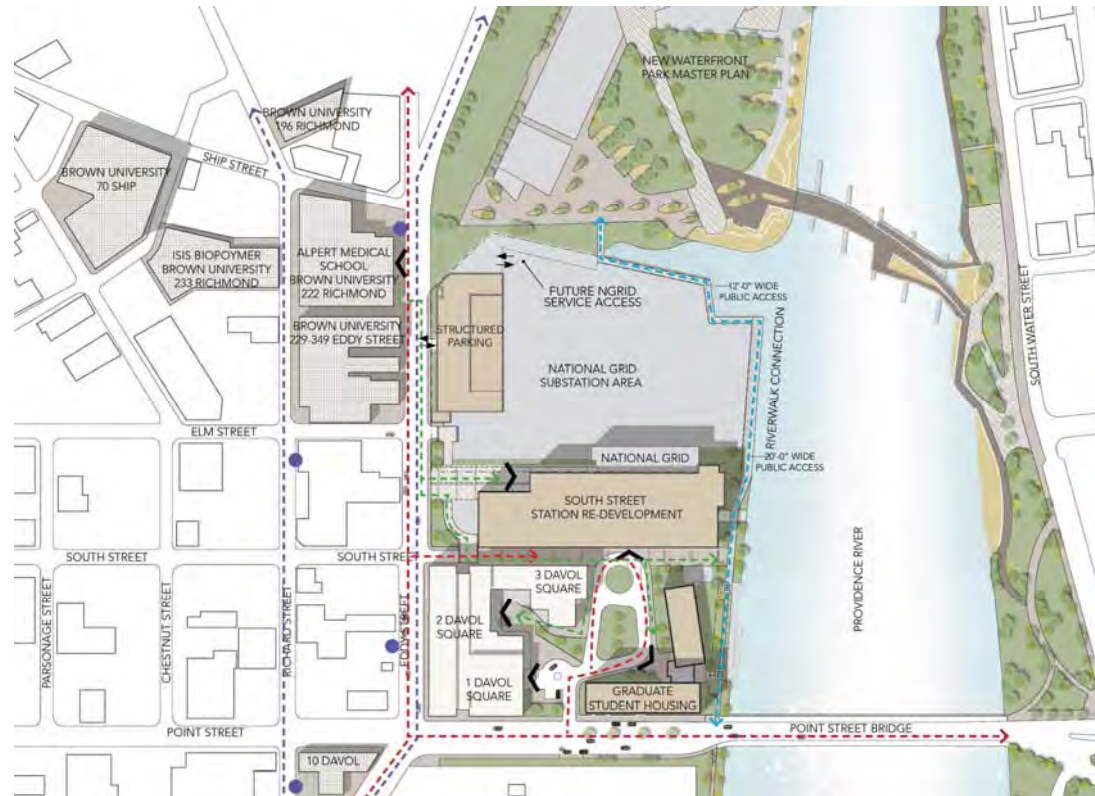 NEW WATERFRONT
PARK MASTER PLAN
BROWN UNIVERSITY
196 RICHMOND
SHIP STREET
BROWN UNIVERSITY
70 SHIP
ISIS BIOPOYMER
BROWN UNIVERSITY
233 RICHMOND
ALPERT MEDICAL
SCHOOL
BROWN UNIVERSITY
222 RICHMOND
FUTURE NGRID
SERVICE ACCESS
12'-0" WIDE
PUBLIC ACCESS
SOUTH WATER STREET
BROWN UNIVERSITY
229-349 EDDY STREET
STRUCTURED
PARKING
NATIONAL GRID
SUBSTATION AREA
RIVERWALK CONNECTION
ELM STREET
NATIONAL GRID
20'-0" WIDE
PUBLIC ACCESS
SOUTH STREET
STATION RE-DEVELOPMENT
SOUTH STREET
SOUTH STRE
3 DAVOL
SQUARE
PROVIDENCE RIVER
PARSONAGE STREET
CHESTNUT STREET
RICHARD STREET
EDDY STREET
2 DAVOL
SQUARE
1 DAVOL
SQUARE
GRADUATE
STUDENT HOUSING
POINT STREET
POINT STREET BRIDGE
10 DAVOL